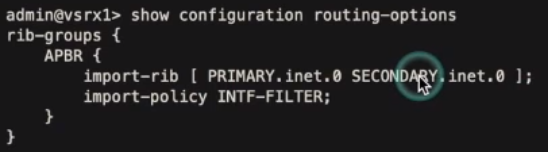 admin@vsrx1> show configuration routing-options
rib-groups {
    APBR {
        import-rib [ PRIMARY.inet.0 SECONDARY.inet.0 ];
        import-policy INTF-FILTER;
    }
}